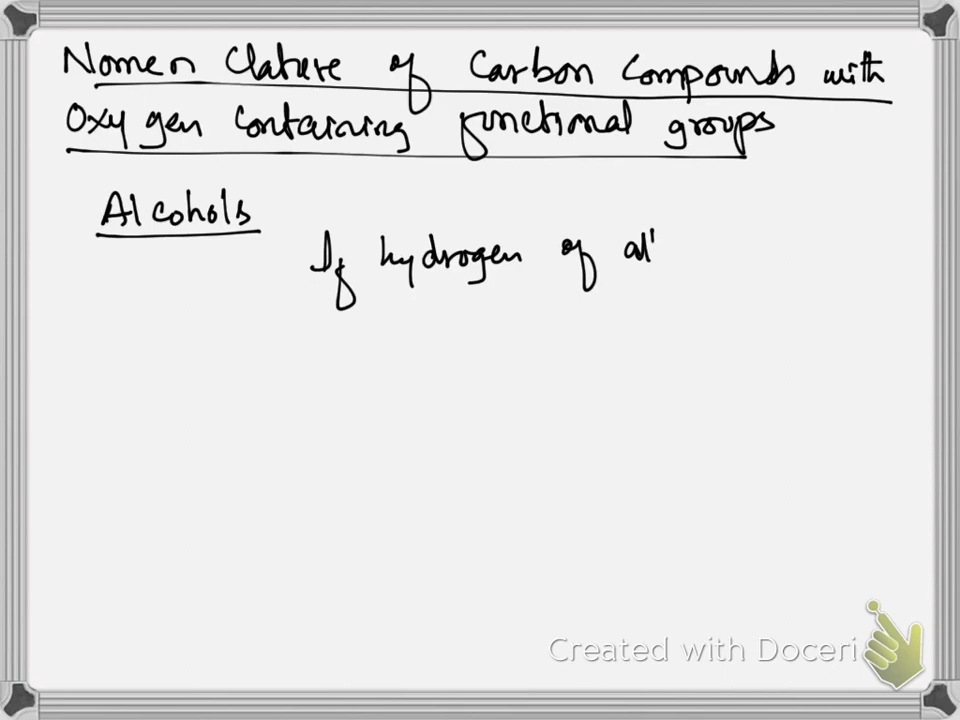 Nomen Clature of Carbon Compounds with
Oxygen containing functional groups
Alcohols
If hydrogen of al
Created with Doceri